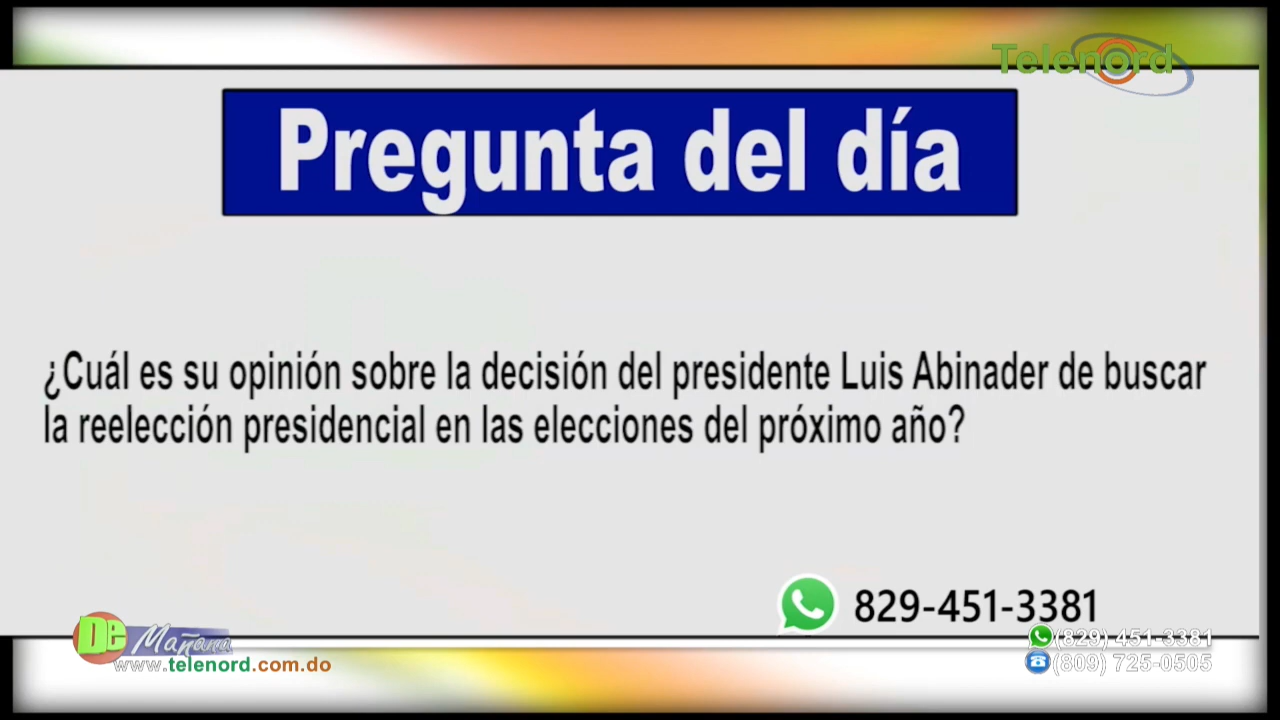 Telenord
Pregunta del día
¿Cuál es su opinión sobre la decisión del presidente Luis Abinader de buscar
la reelección presidencial en las elecciones del próximo año?
829-451-3381
De Mañana
www.telenord.com.do
(829) 451-3381
(809) 725-0505